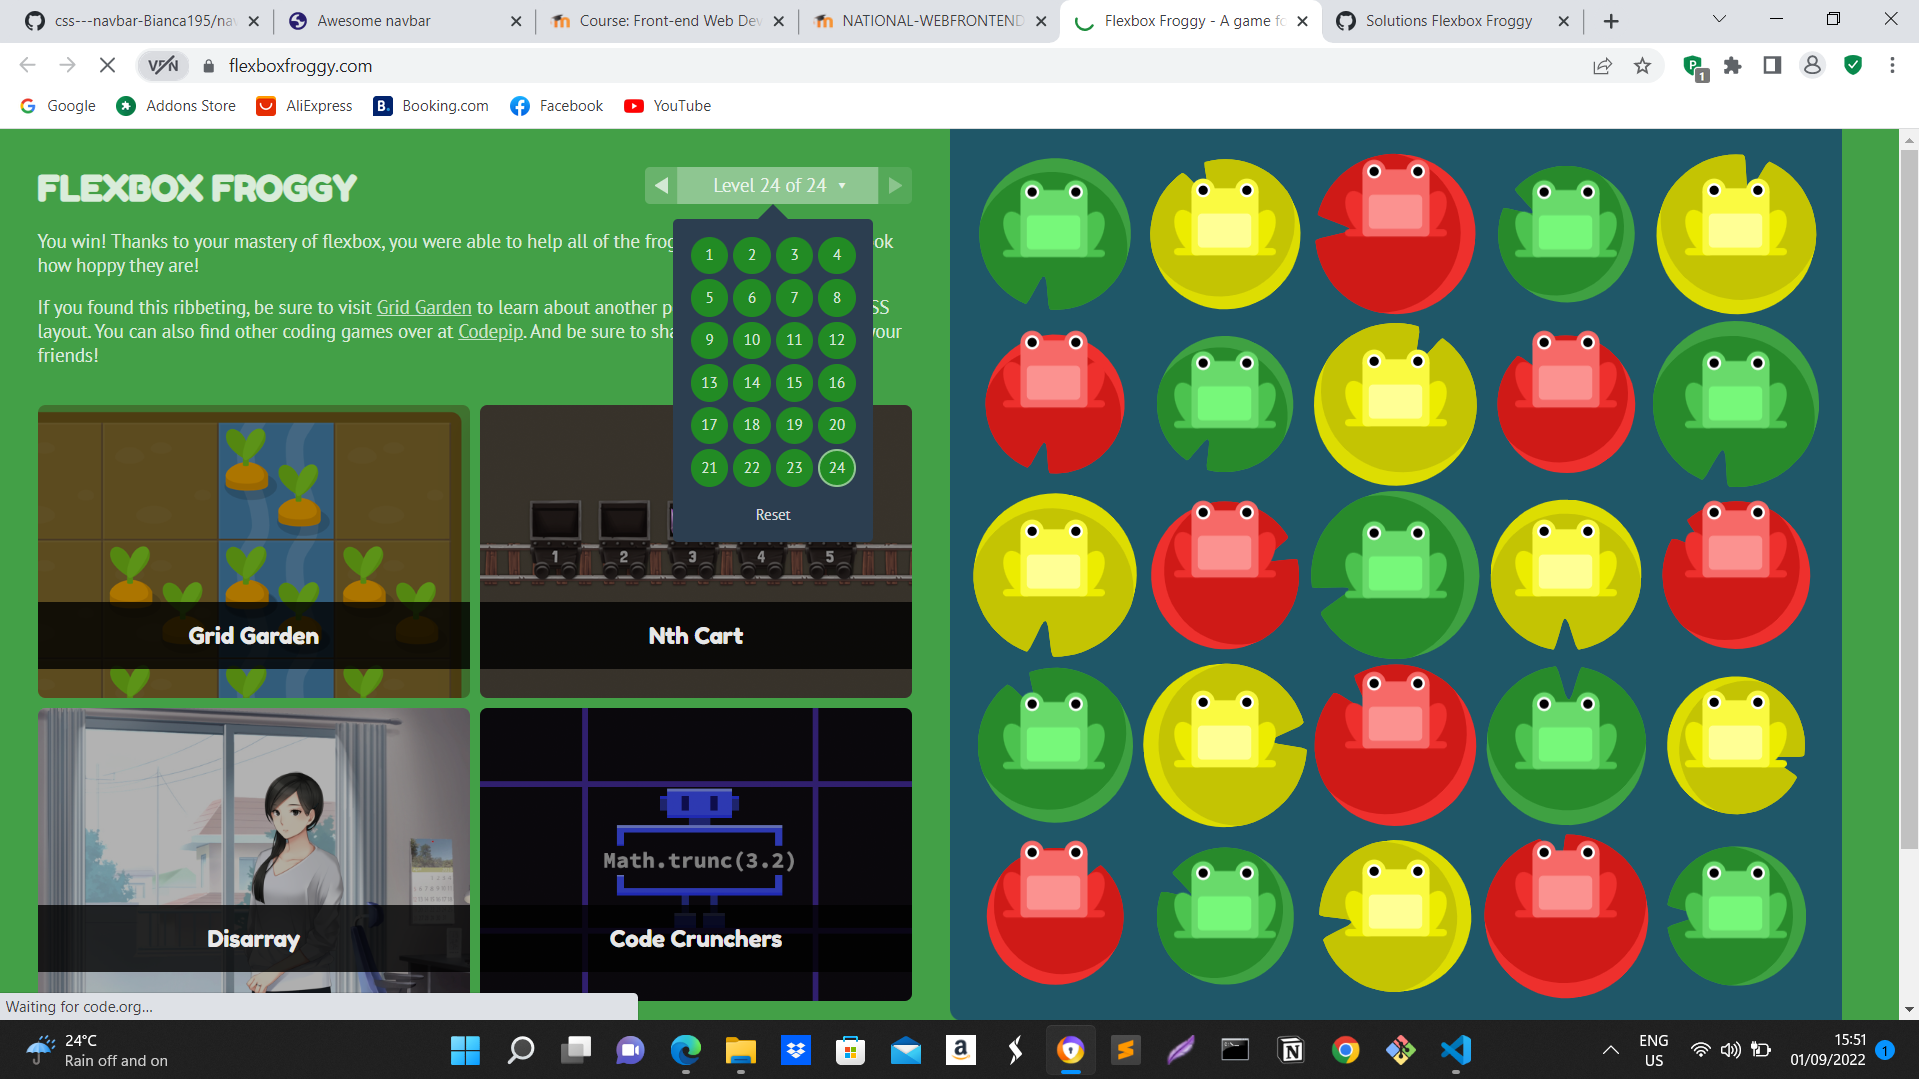 css---navbar-Bianca195/nav
Awesome navbar
Course: Front-end Web Dev
NATIONAL-WEBFRONTEND
Flexbox Froggy - A game fo
Solutions Flexbox Froggy
VPN
flexboxfroggy.com
1
Google
Addons Store
AliExpress
B.
Booking.com
Facebook
YouTube
FLEXBOX FROGGY
Level 24 of 24
You win! Thanks to your mastery of flexbox, you were able to help all of the frog ok
how hoppy they are!
If you found this ribbeting, be sure to visit Grid Garden to learn about another p SS
layout. You can also find other coding games over at Codepip. And be sure to sha your
friends!
1 2 3 4
5 6 7 8
9 10 11 12
13 14 15 16
17 18 19 20
21 22 23 24
Reset
1 2 3 4 5
Grid Garden
Nth Cart
Math.trunc(3.2)
Disarray
Code Crunchers
Waiting for code.org...
24°C
Rain off and on
ENG
US
15:51
01/09/2022
1